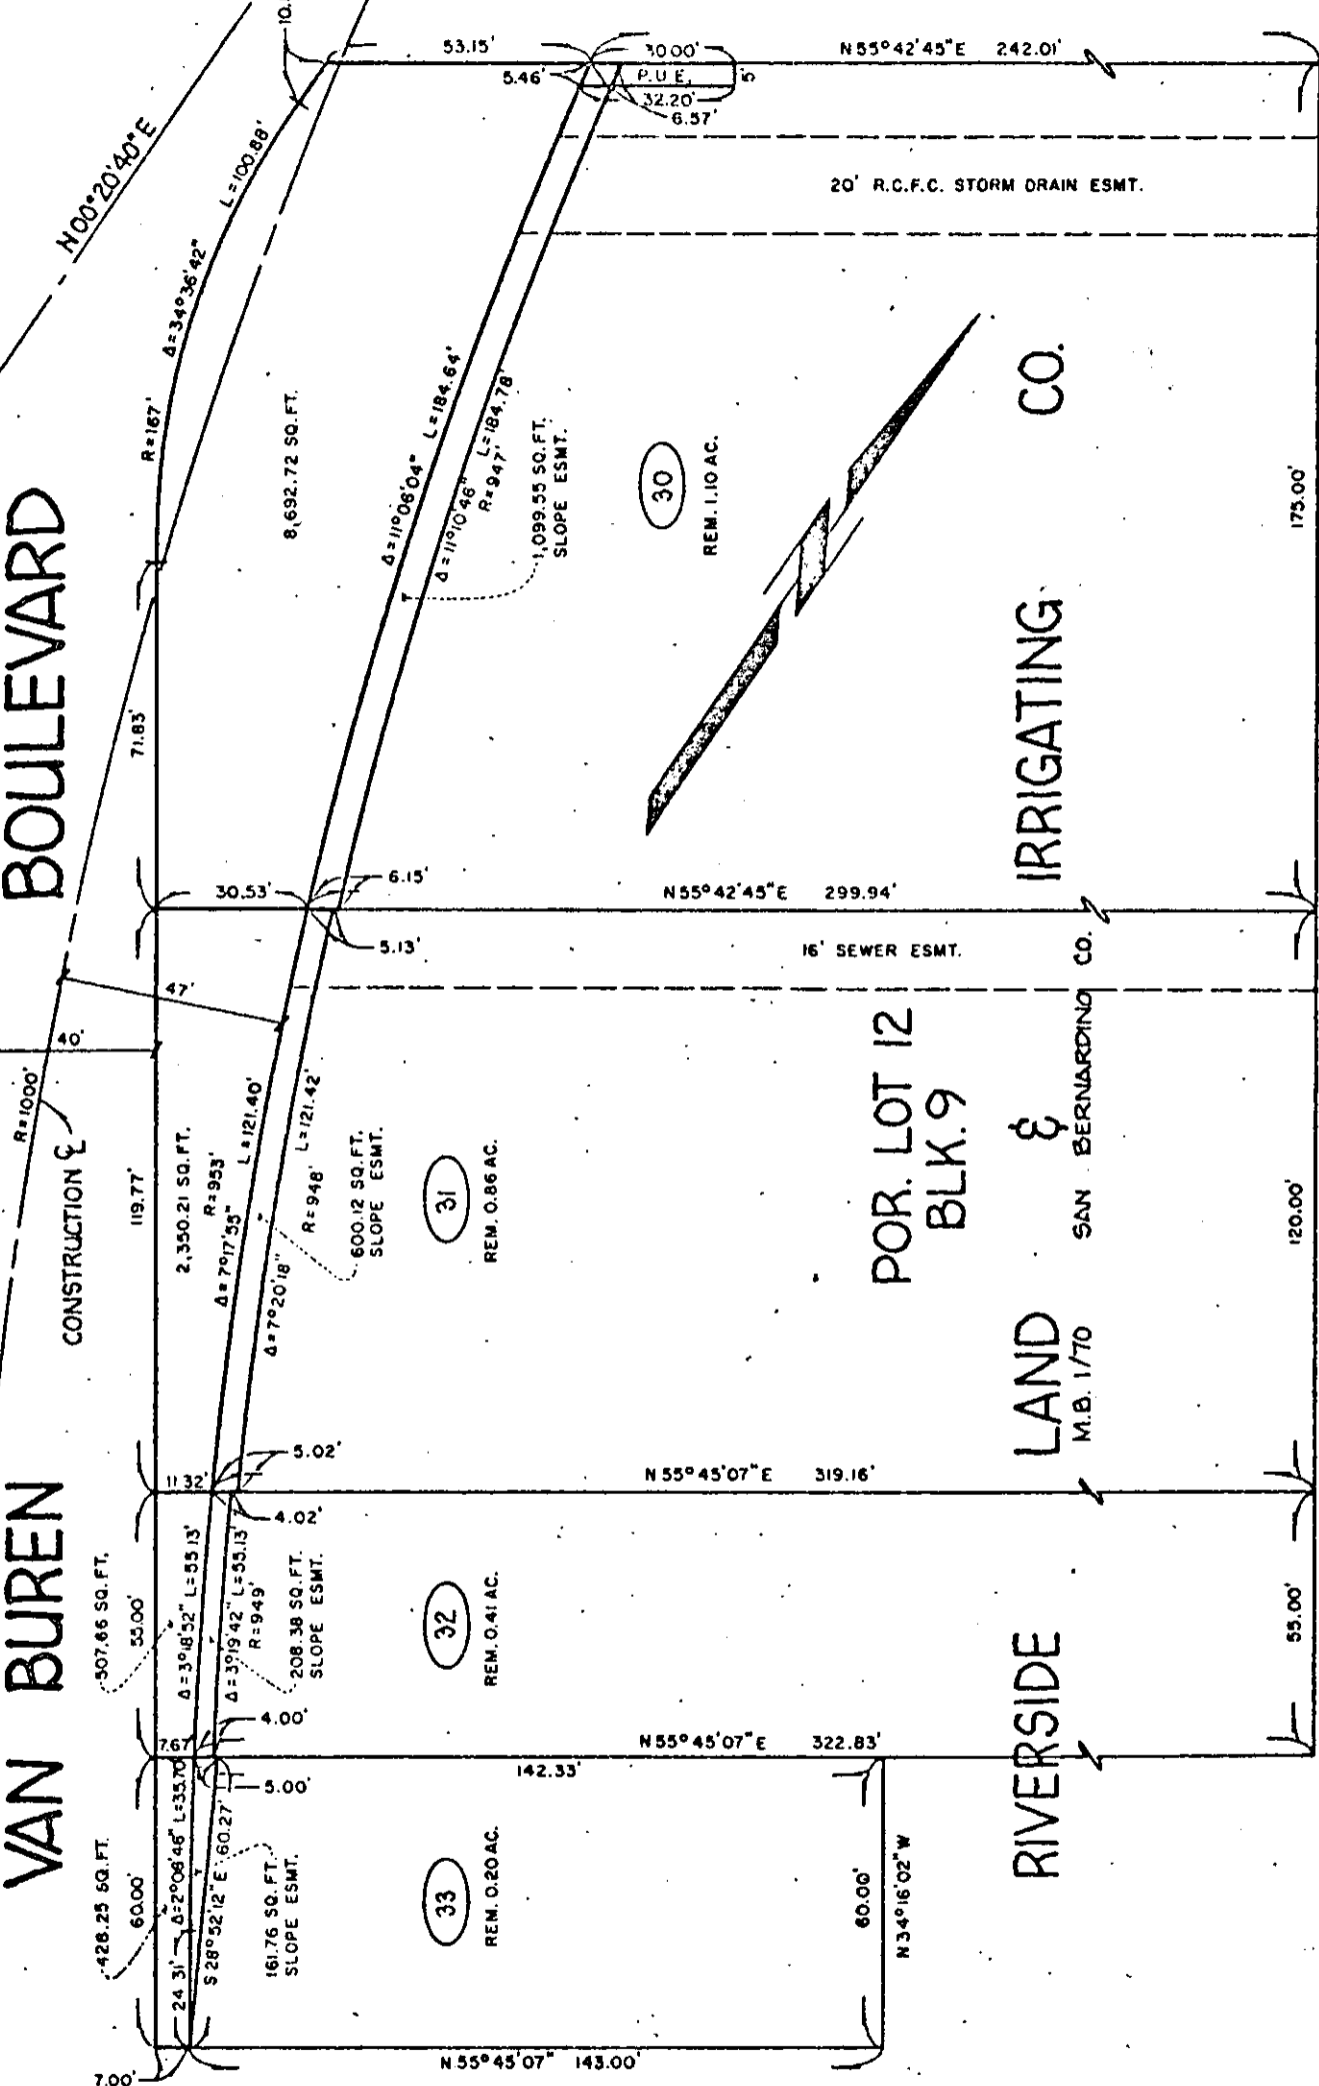 10.
53.15'
30.00'
N55°42'45"E 242.01'
5.46'
P.U.E.
5'
32.20'
6.57'
N00°20'40"E
L=100.88'
Δ=34°36'42"
R=167'
20' R.C.F.C. STORM DRAIN ESMT.
8,692.72 SQ.FT.
Δ=11°06'04" L=184.64'
Δ=11°10'46" L=184.78'
R=947'
1,099.55 SQ.FT.
SLOPE ESMT.
30
REM. 1.10 AC.
175.00'
71.83'
30.53'
6.15'
5.13'
N55°42'45"E 299.94'
16' SEWER ESMT.
47'
40'
R=1000'
CONSTRUCTION ℄
119.77'
2,350.21 SQ.FT.
R=953'
Δ=7°17'55" L=121.40'
L=121.42'
R=948'
Δ=7°20'18"
600.12 SQ.FT.
SLOPE ESMT.
31
REM. 0.86 AC.
POR. LOT 12
BLK. 9
120.00'
11.32'
5.02'
4.02'
N55°45'07"E 319.16'
507.66 SQ.FT.
55.00'
Δ=3°18'52" L=55.13'
Δ=3°19'42" L=55.13'
R=949'
208.38 SQ.FT.
SLOPE ESMT.
32
REM. 0.41 AC.
55.00'
7.67'
4.00'
5.00'
N55°45'07"E 322.83'
142.33'
428.25 SQ.FT.
60.00'
24.31' Δ=2°08'46" L=35.70'
S28°52'12"E 60.27'
161.76 SQ.FT.
SLOPE ESMT.
33
REM. 0.20 AC.
60.00'
N34°16'02"W
7.00'
N55°45'07" 143.00'
VAN BUREN BOULEVARD
RIVERSIDE LAND & IRRIGATING CO.
M.B. 1/70 SAN BERNARDINO CO.